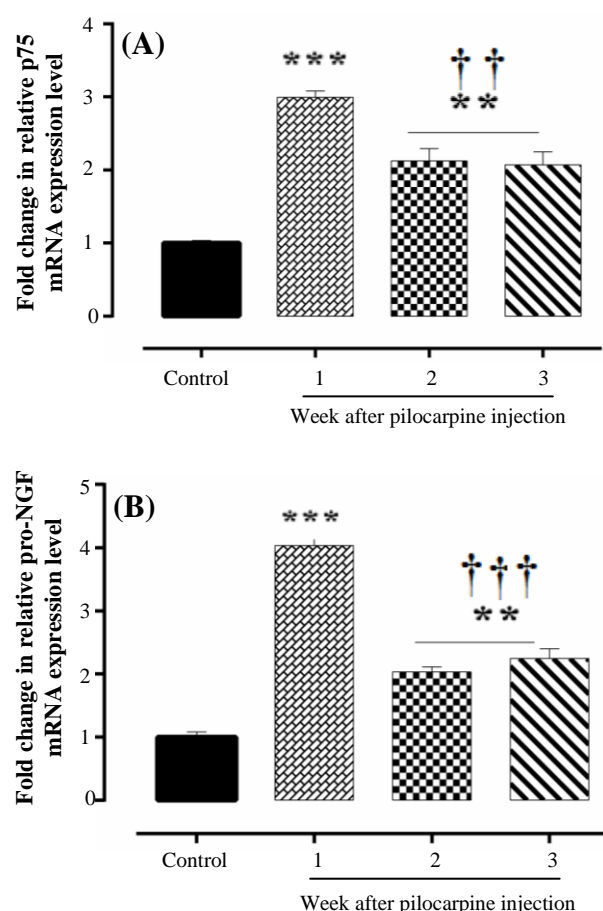 (A)
Fold change in relative p75
mRNA expression level
4
3
2
1
0
***
††
**
Control 1 2 3
Week after pilocarpine injection
(B)
Fold change in relative pro-NGF
mRNA expression level
5
4
4
2
1
0
***
†††
**
Control 1 2 3
Week after pilocarpine injection